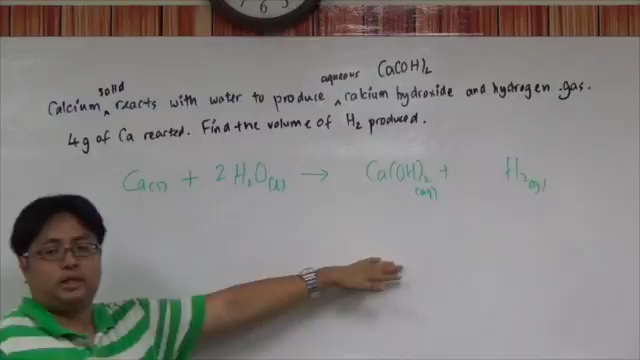 solid aqueous Ca(OH)2
Calcium ^ reacts with water to produce ^ calcium hydroxide and hydrogen gas.
4g of Ca reacted. Find the volume of H2 produced.
Ca(s) + 2 H2O(l) → Ca(OH)2 (aq) + H2(g)